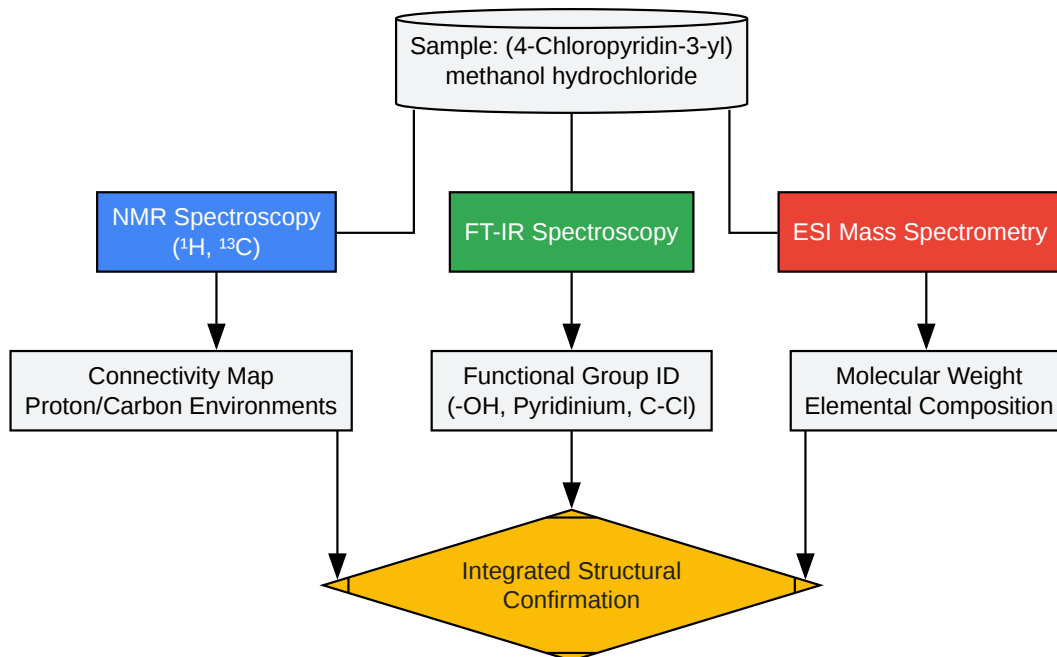 Sample: (4-Chloropyridin-3-yl)
methanol hydrochloride
NMR Spectroscopy
(¹H, ¹³C)
FT-IR Spectroscopy
ESI Mass Spectrometry
Connectivity Map
Proton/Carbon Environments
Functional Group ID
(-OH, Pyridinium, C-Cl)
Molecular Weight
Elemental Composition
Integrated Structural
Confirmation